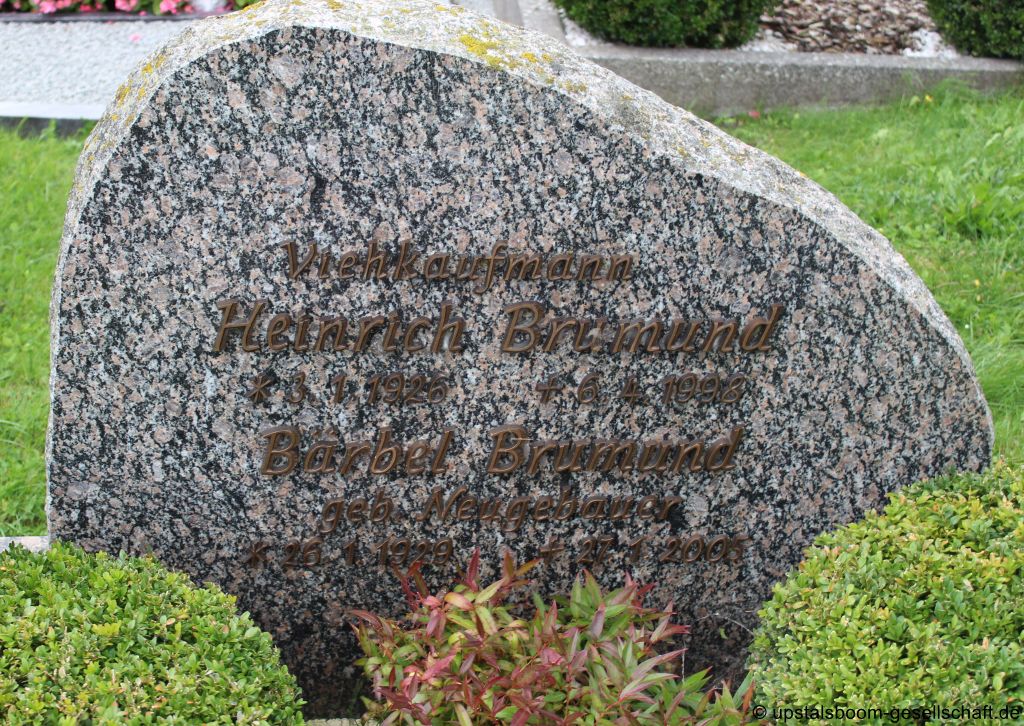 Viehkaufmann
Heinrich Brumund
* 3. 1. 1926 + 6. 4. 1998
Bärbel Brumund
geb. Neugebauer
* 26. 1. 1929 + 27. 1. 2005
© upstalsboom-gesellschaft.de